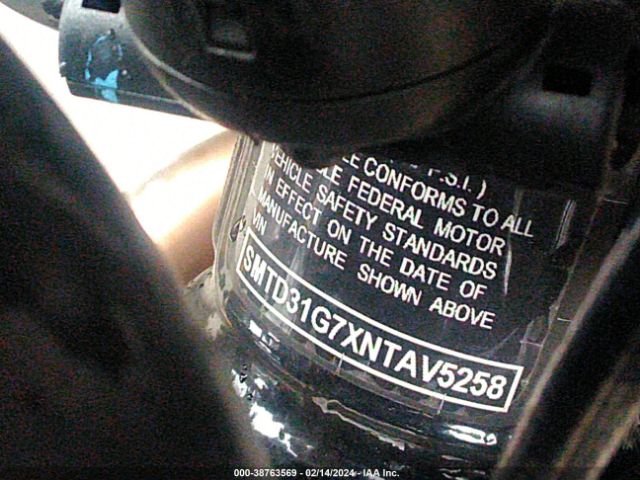 P.S.I. )
CONFORMS TO ALL
FEDERAL MOTOR
VEHICLE SAFETY STANDARDS
IN EFFECT ON THE DATE OF
MANUFACTURE SHOWN ABOVE
VIN
SMTD31G7XNTAV5258
000-38763569 - 02/14/2024 - IAA Inc.